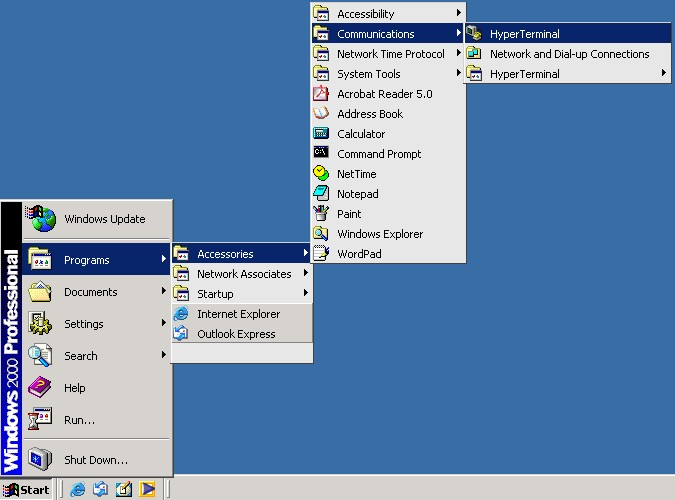 Accessibility
Communications
Network Time Protocol
System Tools
Acrobat Reader 5.0
Address Book
Calculator
Command Prompt
NetTime
Notepad
Paint
Windows Explorer
WordPad
HyperTerminal
Network and Dial-up Connections
HyperTerminal
Windows 2000 Professional
Windows Update
Programs
Documents
Settings
Search
Help
Run...
Shut Down...
Accessories
Network Associates
Startup
Internet Explorer
Outlook Express
Start